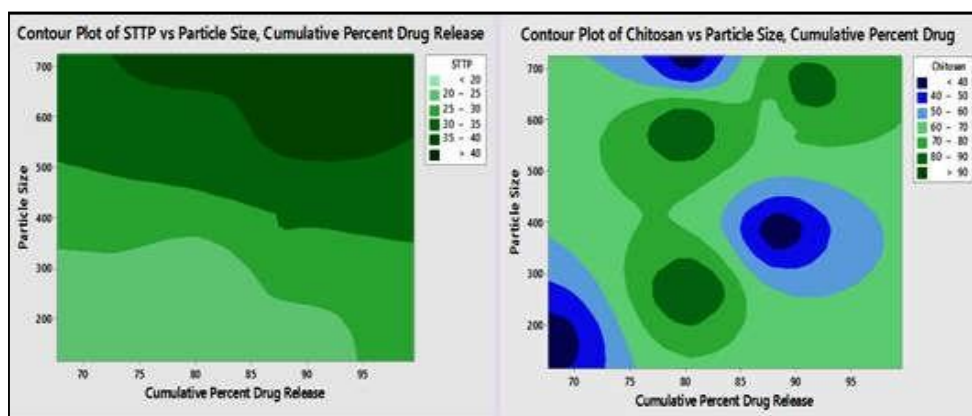 Contour Plot of STTP vs Particle Size, Cumulative Percent Drug Release
STTP
< 20
20 – 25
25 – 30
30 – 35
35 – 40
> 40
Particle Size
700
600
500
400
300
200
70 75 80 85 90 95
Cumulative Percent Drug Release
Contour Plot of Chitosan vs Particle Size, Cumulative Percent Drug
Chitosan
< 40
40 – 50
50 – 60
60 – 70
70 – 80
80 – 90
> 90
Particle Size
700
600
500
400
300
200
70 75 80 85 90 95
Cumulative Percent Drug Release